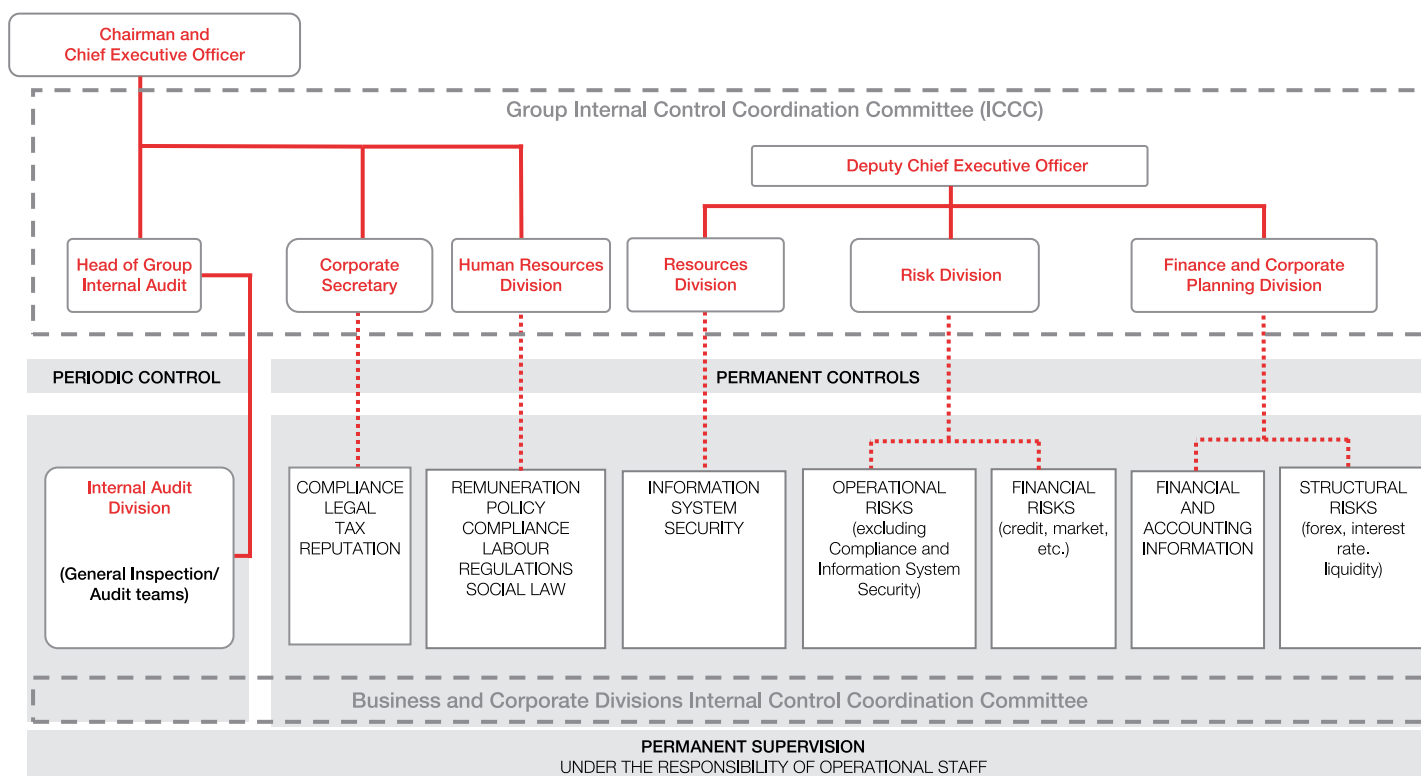 Chairman and
Chief Executive Officer
Group Internal Control Coordination Committee (ICCC)
Deputy Chief Executive Officer
Head of Group
Internal Audit
Corporate
Secretary
Human Resources
Division
Resources
Division
Risk Division
Finance and Corporate
Planning Division
PERIODIC CONTROL
PERMANENT CONTROLS
Internal Audit
Division
(General Inspection/
Audit teams)
COMPLIANCE
LEGAL
TAX
REPUTATION
REMUNERATION
POLICY
COMPLIANCE
LABOUR
REGULATIONS
SOCIAL LAW
INFORMATION
SYSTEM
SECURITY
OPERATIONAL
RISKS
(excluding
Compliance and
Information System
Security)
FINANCIAL
RISKS
(credit, market,
etc.)
FINANCIAL
AND
ACCOUNTING
INFORMATION
STRUCTURAL
RISKS
(forex, interest
rate.
liquidity)
Business and Corporate Divisions Internal Control Coordination Committee
PERMANENT SUPERVISION
UNDER THE RESPONSIBILITY OF OPERATIONAL STAFF